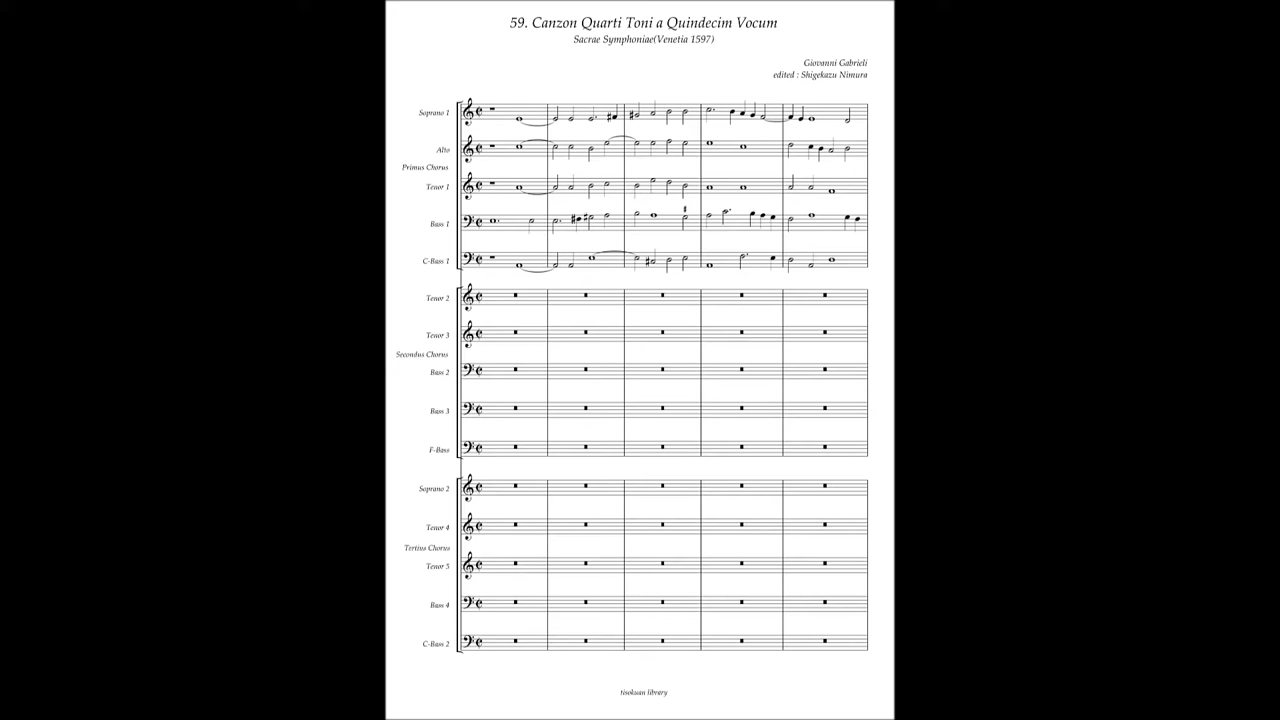 59. Canzon Quarti Toni a Quindecim Vocum
Sacrae Symphoniae(Venetia 1597)
Giovanni Gabrieli
edited : Shigekazu Nimura
Soprano 1
Alto
Primus Chorus
Tenor 1
Bass 1
C-Bass 1
Tenor 2
Tenor 3
Secondus Chorus
Bass 2
Bass 3
F-Bass
Soprano 2
Tenor 4
Tertius Chorus
Tenor 5
Bass 4
C-Bass 2
tisokuan library